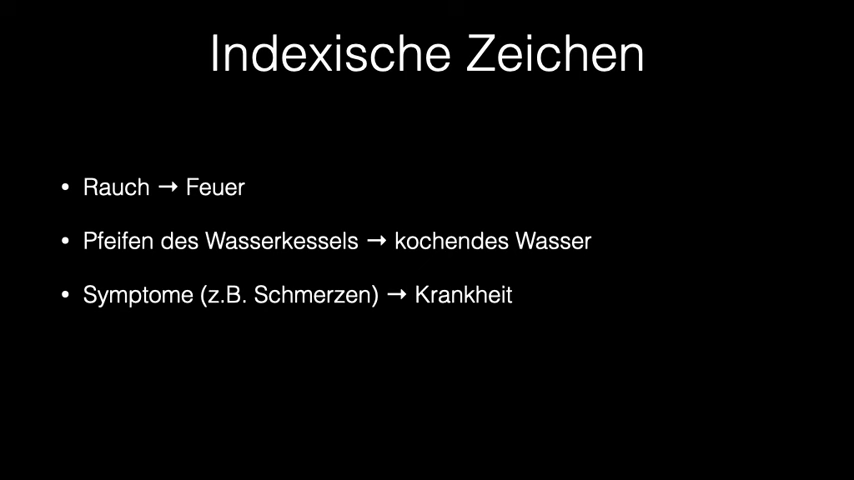 Indexische Zeichen
• Rauch → Feuer
• Pfeifen des Wasserkessels → kochendes Wasser
• Symptome (z.B. Schmerzen) → Krankheit